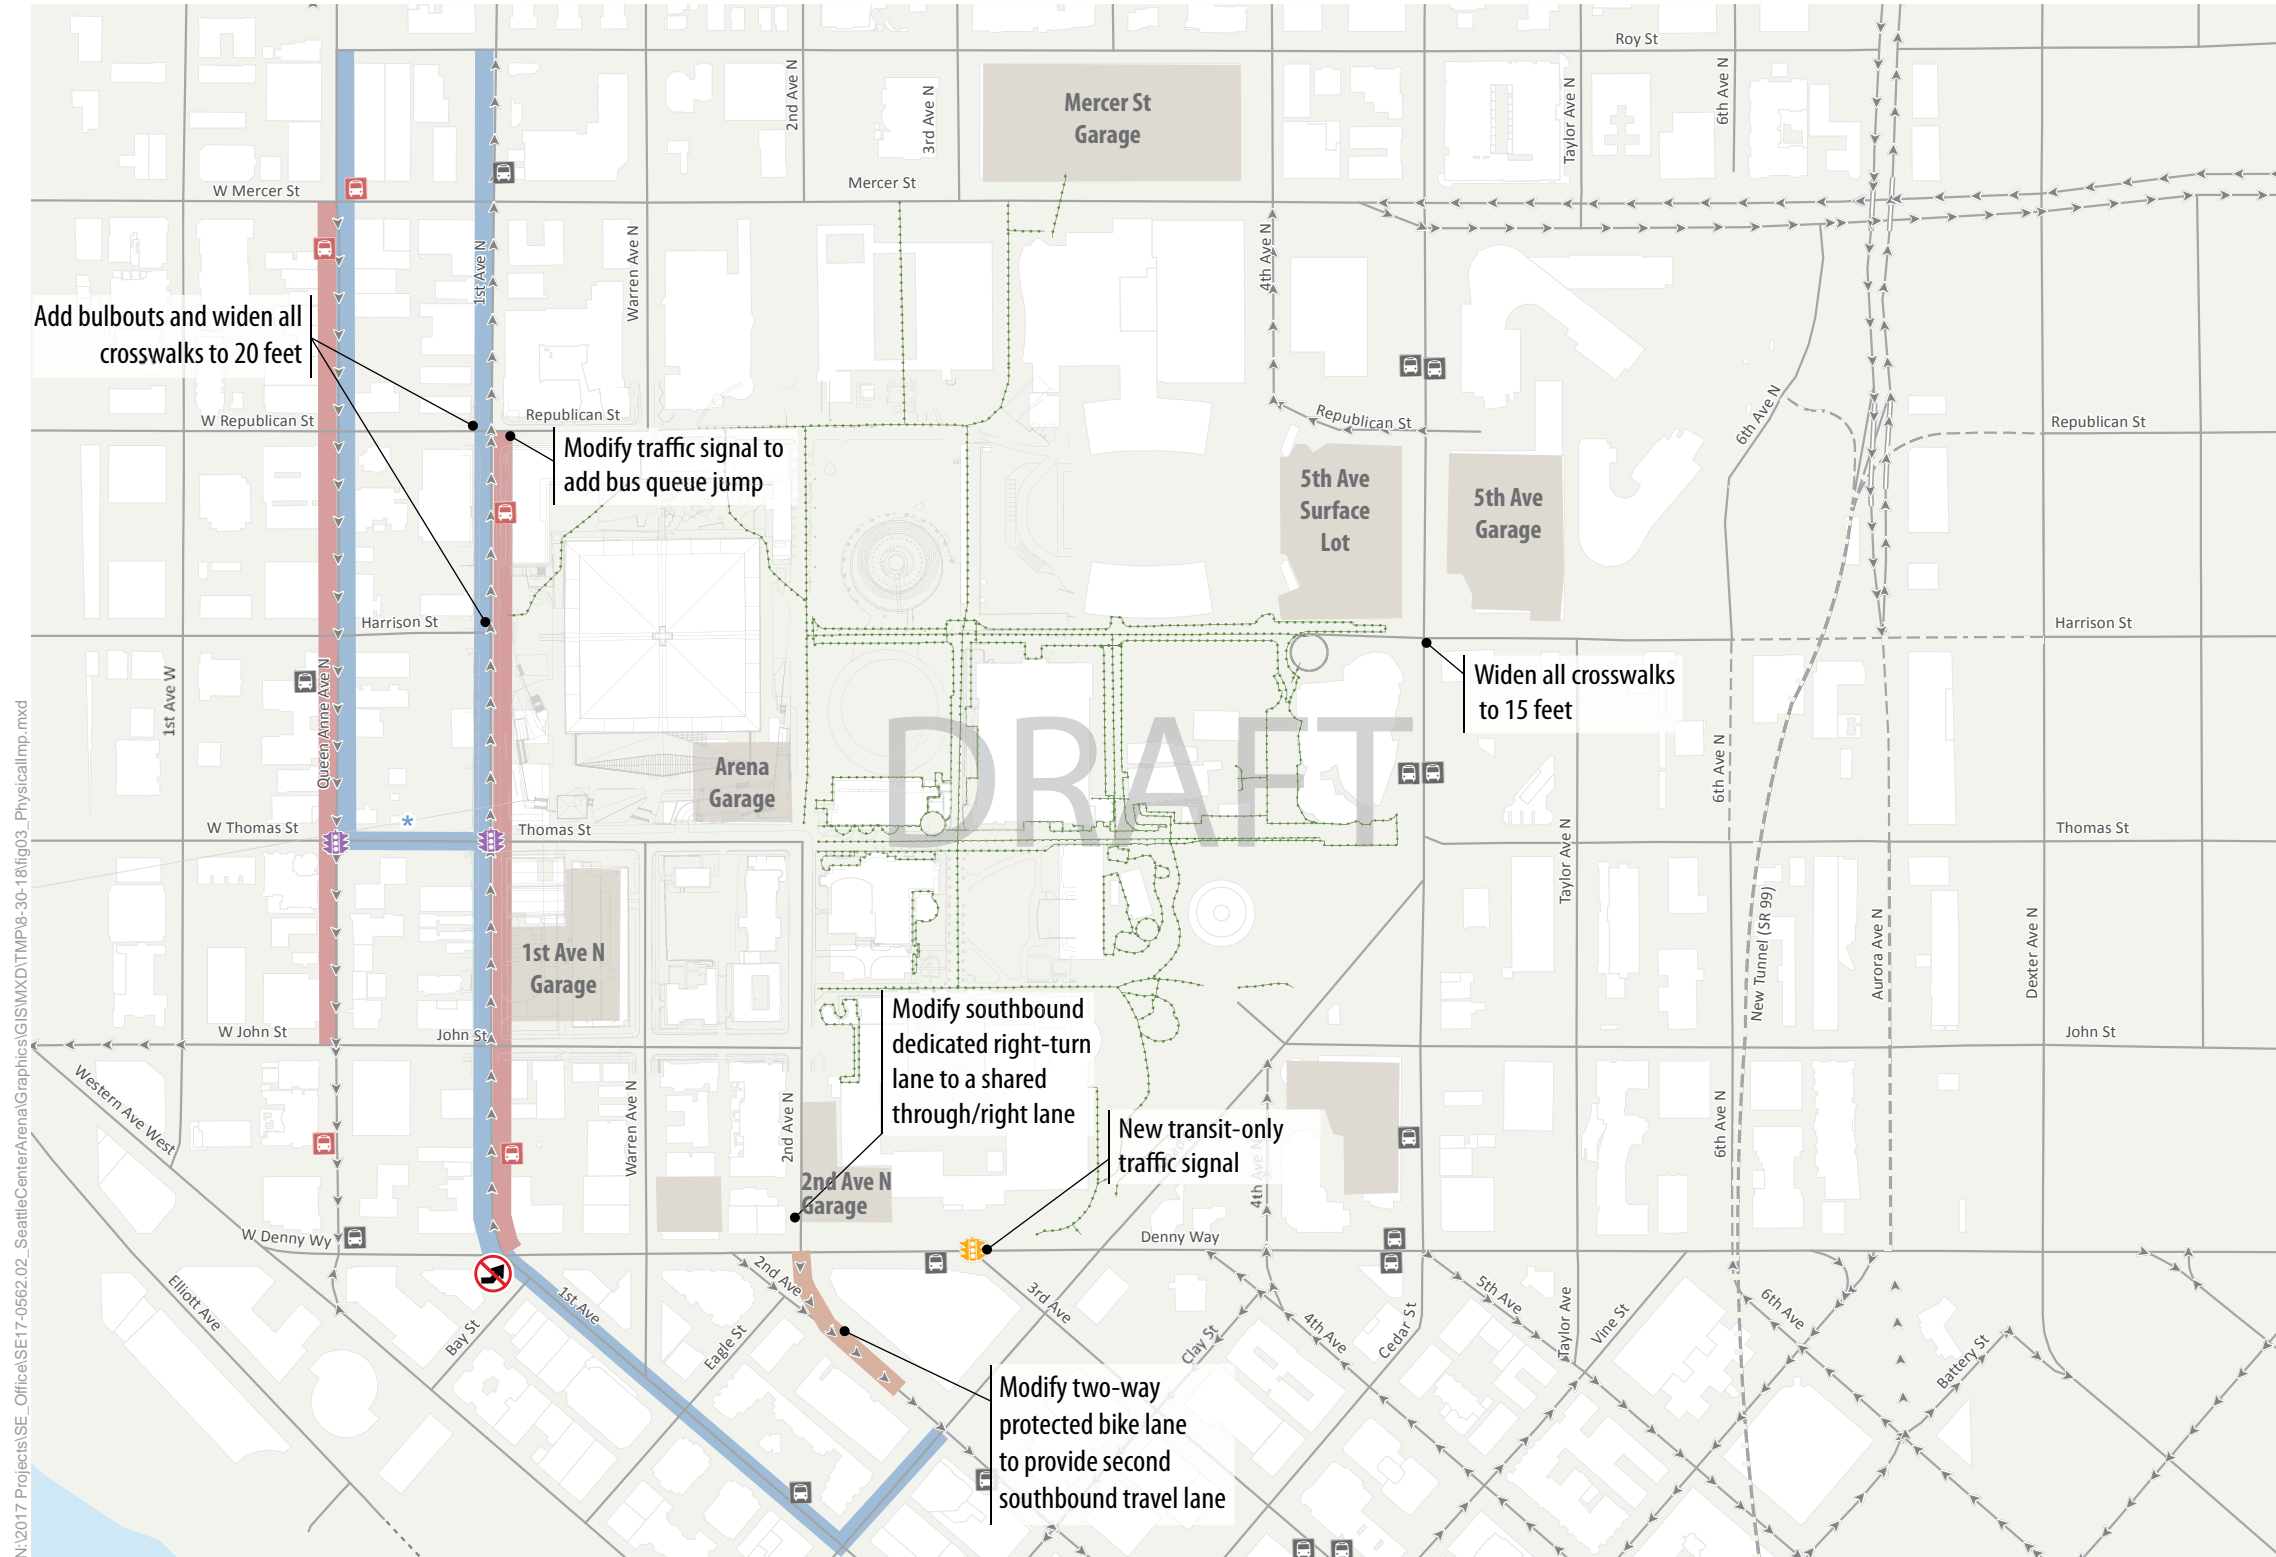 Roy St
2nd Ave N
3rd Ave N
Mercer St
Garage
Taylor Ave N
6th Ave N
W Mercer St
Mercer St
1st Ave N
Warren Ave N
4th Ave N
Add bulbouts and widen all
crosswalks to 20 feet
W Republican St
Republican St
Modify traffic signal to
add bus queue jump
Republican St
6th Ave N
Republican St
5th Ave
Surface
Lot
5th Ave
Garage
Harrison St
Harrison St
1st Ave W
Queen Anne Ave N
Widen all crosswalks
to 15 feet
DRAFT
Arena
Garage
6th Ave N
W Thomas St
*
Thomas St
Thomas St
Taylor Ave N
1st Ave N
Garage
New Tunnel (SR 99)
Aurora Ave N
Dexter Ave N
W John St
John St
John St
Modify southbound
dedicated right-turn
lane to a shared
through/right lane
Western Ave West
Warren Ave N
2nd Ave N
6th Ave N
New transit-only
traffic signal
4th Ave N
2nd Ave N
Garage
W Denny Wy
Denny Way
Elliott Ave
1st Ave
2nd Ave
3rd Ave
4th Ave
5th Ave
6th Ave
Bay St
Eagle St
Clay St
Cedar St
Taylor Ave
Vine St
Battery St
Modify two-way
protected bike lane
to provide second
southbound travel lane
N:\2017 Projects\SE_Office\SE17-0562.02_SeattleCenterArena\Graphics\GIS\MXD\TMP\8-30-18\fig03_PhysicalImp.mxd